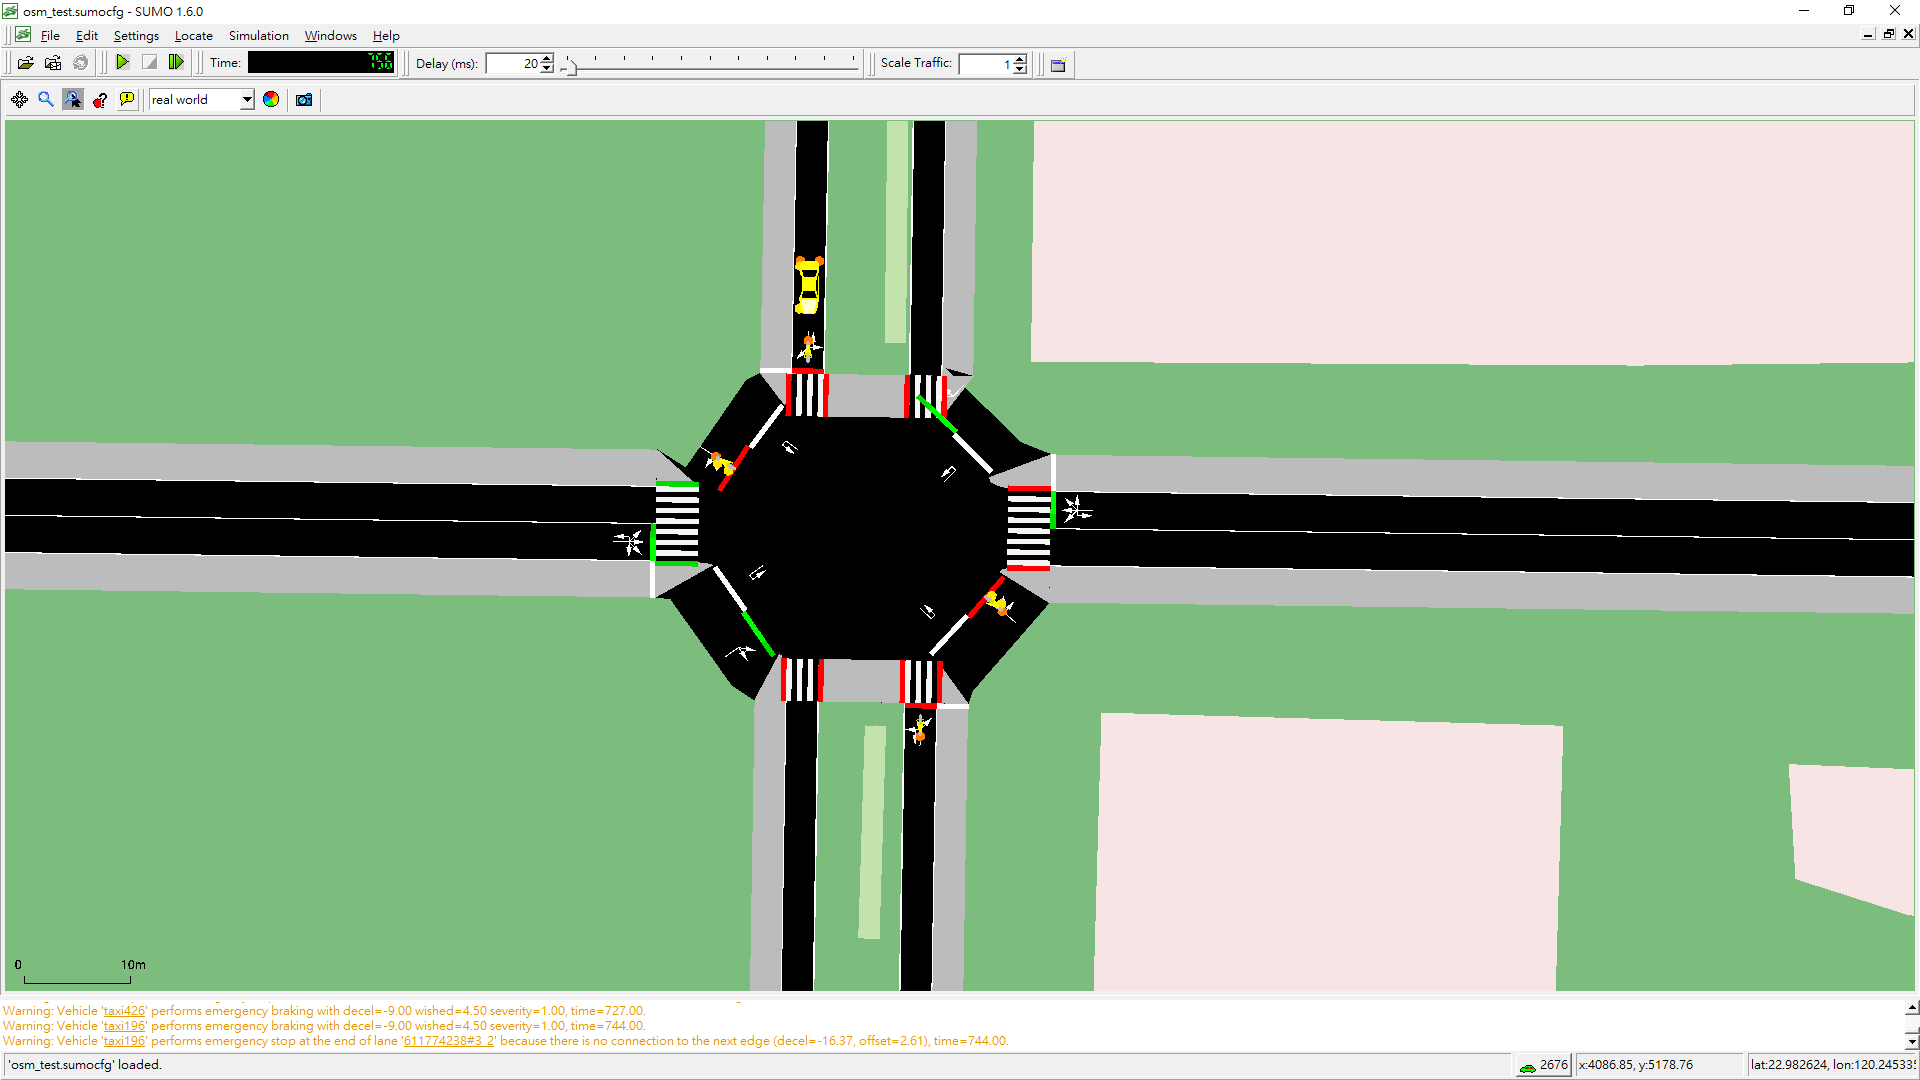 osm_test.sumocfg - SUMO 1.6.0
File Edit Settings Locate Simulation Windows Help
Time: 756 Delay (ms): 20 Scale Traffic: 1
real world
0 10m
Warning: Vehicle 'taxi426' performs emergency braking with decel=-9.00 wished=4.50 severity=1.00, time=727.00.
Warning: Vehicle 'taxi196' performs emergency braking with decel=-9.00 wished=4.50 severity=1.00, time=744.00.
Warning: Vehicle 'taxi196' performs emergency stop at the end of lane '611774238#3_2' because there is no connection to the next edge (decel=-16.37, offset=2.61), time=744.00.
'osm_test.sumocfg' loaded. 2676 x:4086.85, y:5178.76 lat:22.982624, lon:120.245335